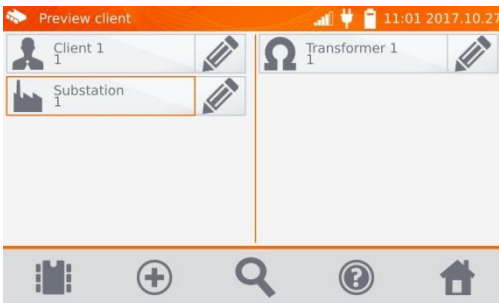 Preview client
11:01 2017.10.27
Client 1
1
Substation
1
Transformer 1
1